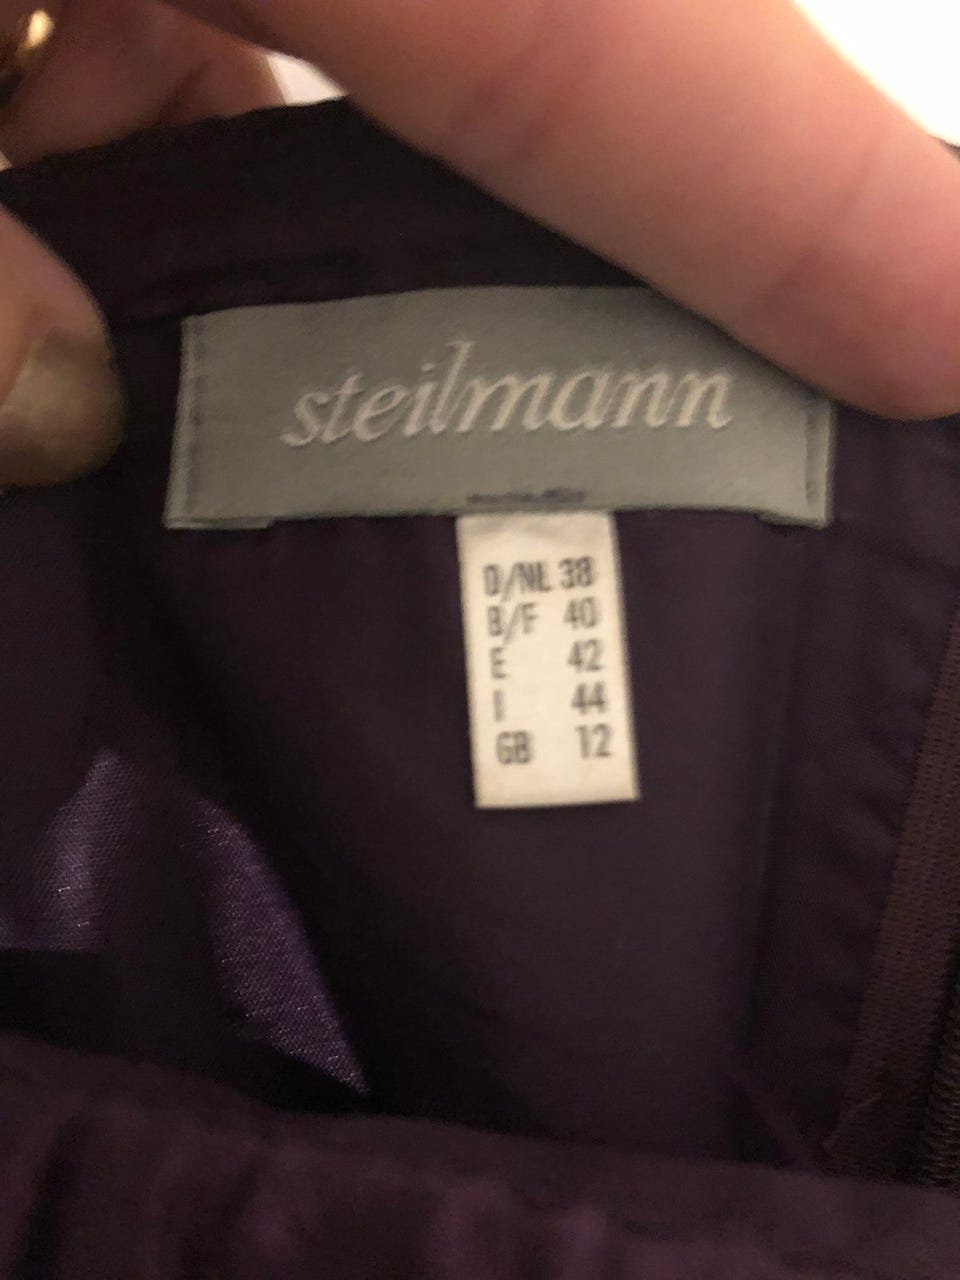 steilmann
D/NL 38
B/F 40
E 42
I 44
GB 12